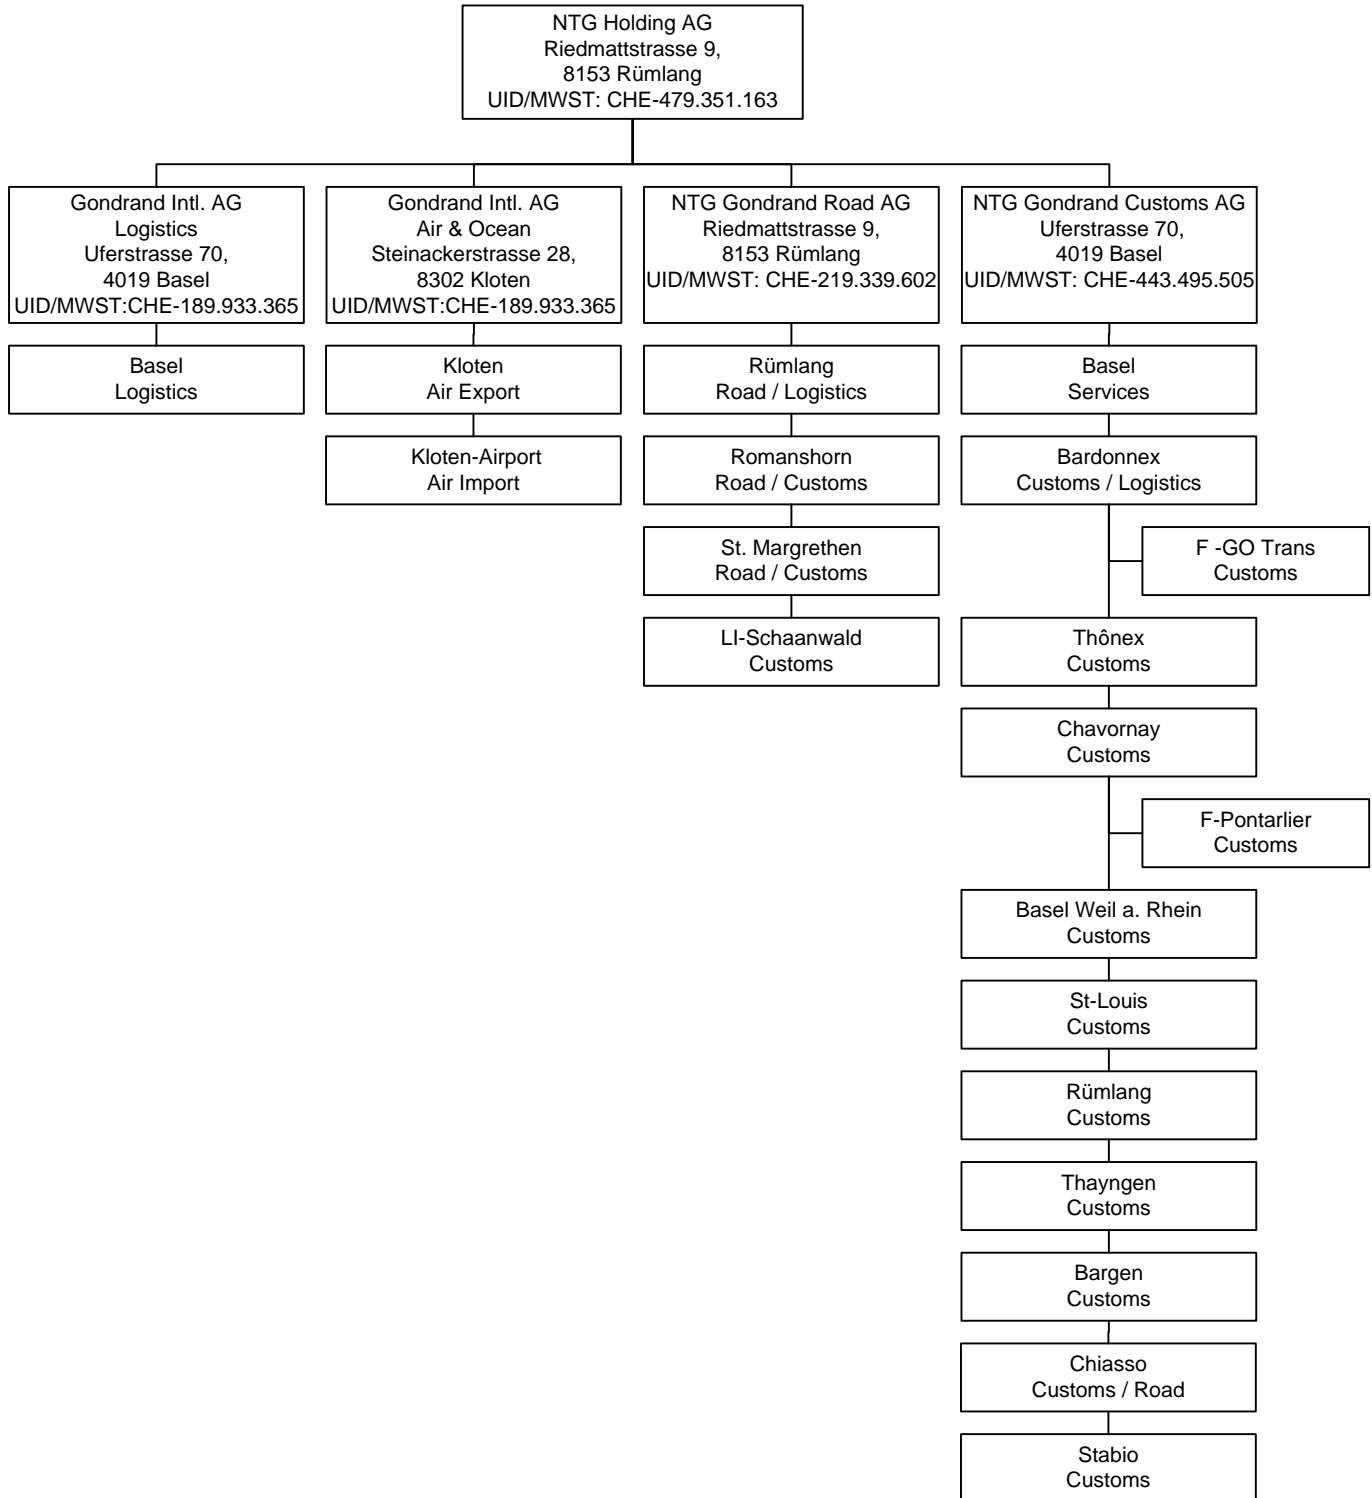 NTG Holding AG
Riedmattstrasse 9,
8153 Rümlang
UID/MWST: CHE-479.351.163
Gondrand Intl. AG
Logistics
Uferstrasse 70,
4019 Basel
UID/MWST:CHE-189.933.365
Gondrand Intl. AG
Air & Ocean
Steinackerstrasse 28,
8302 Kloten
UID/MWST:CHE-189.933.365
NTG Gondrand Road AG
Riedmattstrasse 9,
8153 Rümlang
UID/MWST: CHE-219.339.602
NTG Gondrand Customs AG
Uferstrasse 70,
4019 Basel
UID/MWST: CHE-443.495.505
Basel
Logistics
Kloten
Air Export
Kloten-Airport
Air Import
Rümlang
Road / Logistics
Romanshorn
Road / Customs
St. Margrethen
Road / Customs
LI-Schaanwald
Customs
Basel
Services
Bardonnex
Customs / Logistics
F -GO Trans
Customs
Thônex
Customs
Chavornay
Customs
F-Pontarlier
Customs
Basel Weil a. Rhein
Customs
St-Louis
Customs
Rümlang
Customs
Thayngen
Customs
Bargen
Customs
Chiasso
Customs / Road
Stabio
Customs